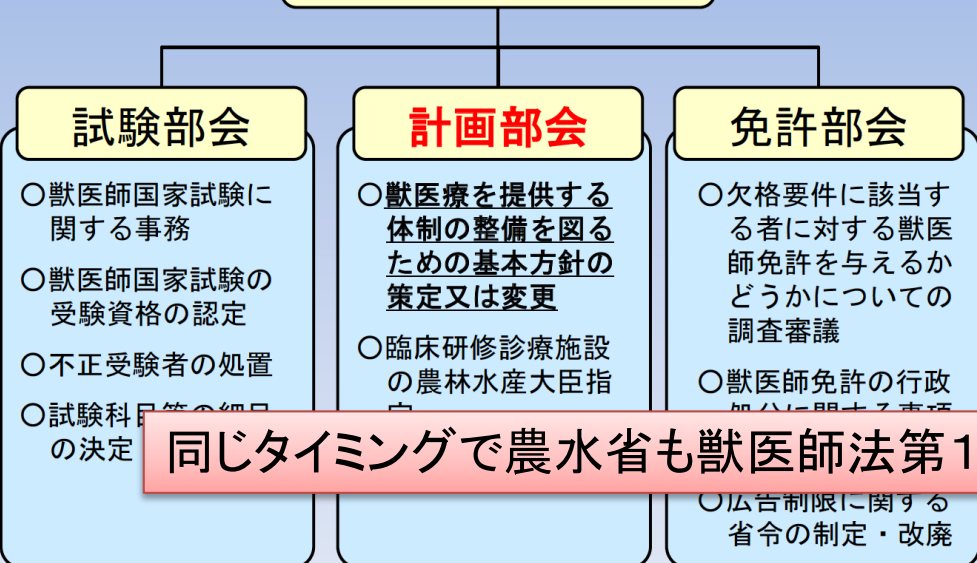 試験部会
○獣医師国家試験に
関する事務
○獣医師国家試験の
受験資格の認定
○不正受験者の処置
○試験科目等の細目
の決定
計画部会
○獣医療を提供する
体制の整備を図る
ための基本方針の
策定又は変更
○臨床研修診療施設
の農林水産大臣指
免許部会
○欠格要件に該当す
る者に対する獣医
師免許を与えるか
どうかについての
調査審議
○獣医師免許の行政
処分に関する事項
○広告制限に関する
省令の制定・改廃
同じタイミングで農水省も獣医師法第1